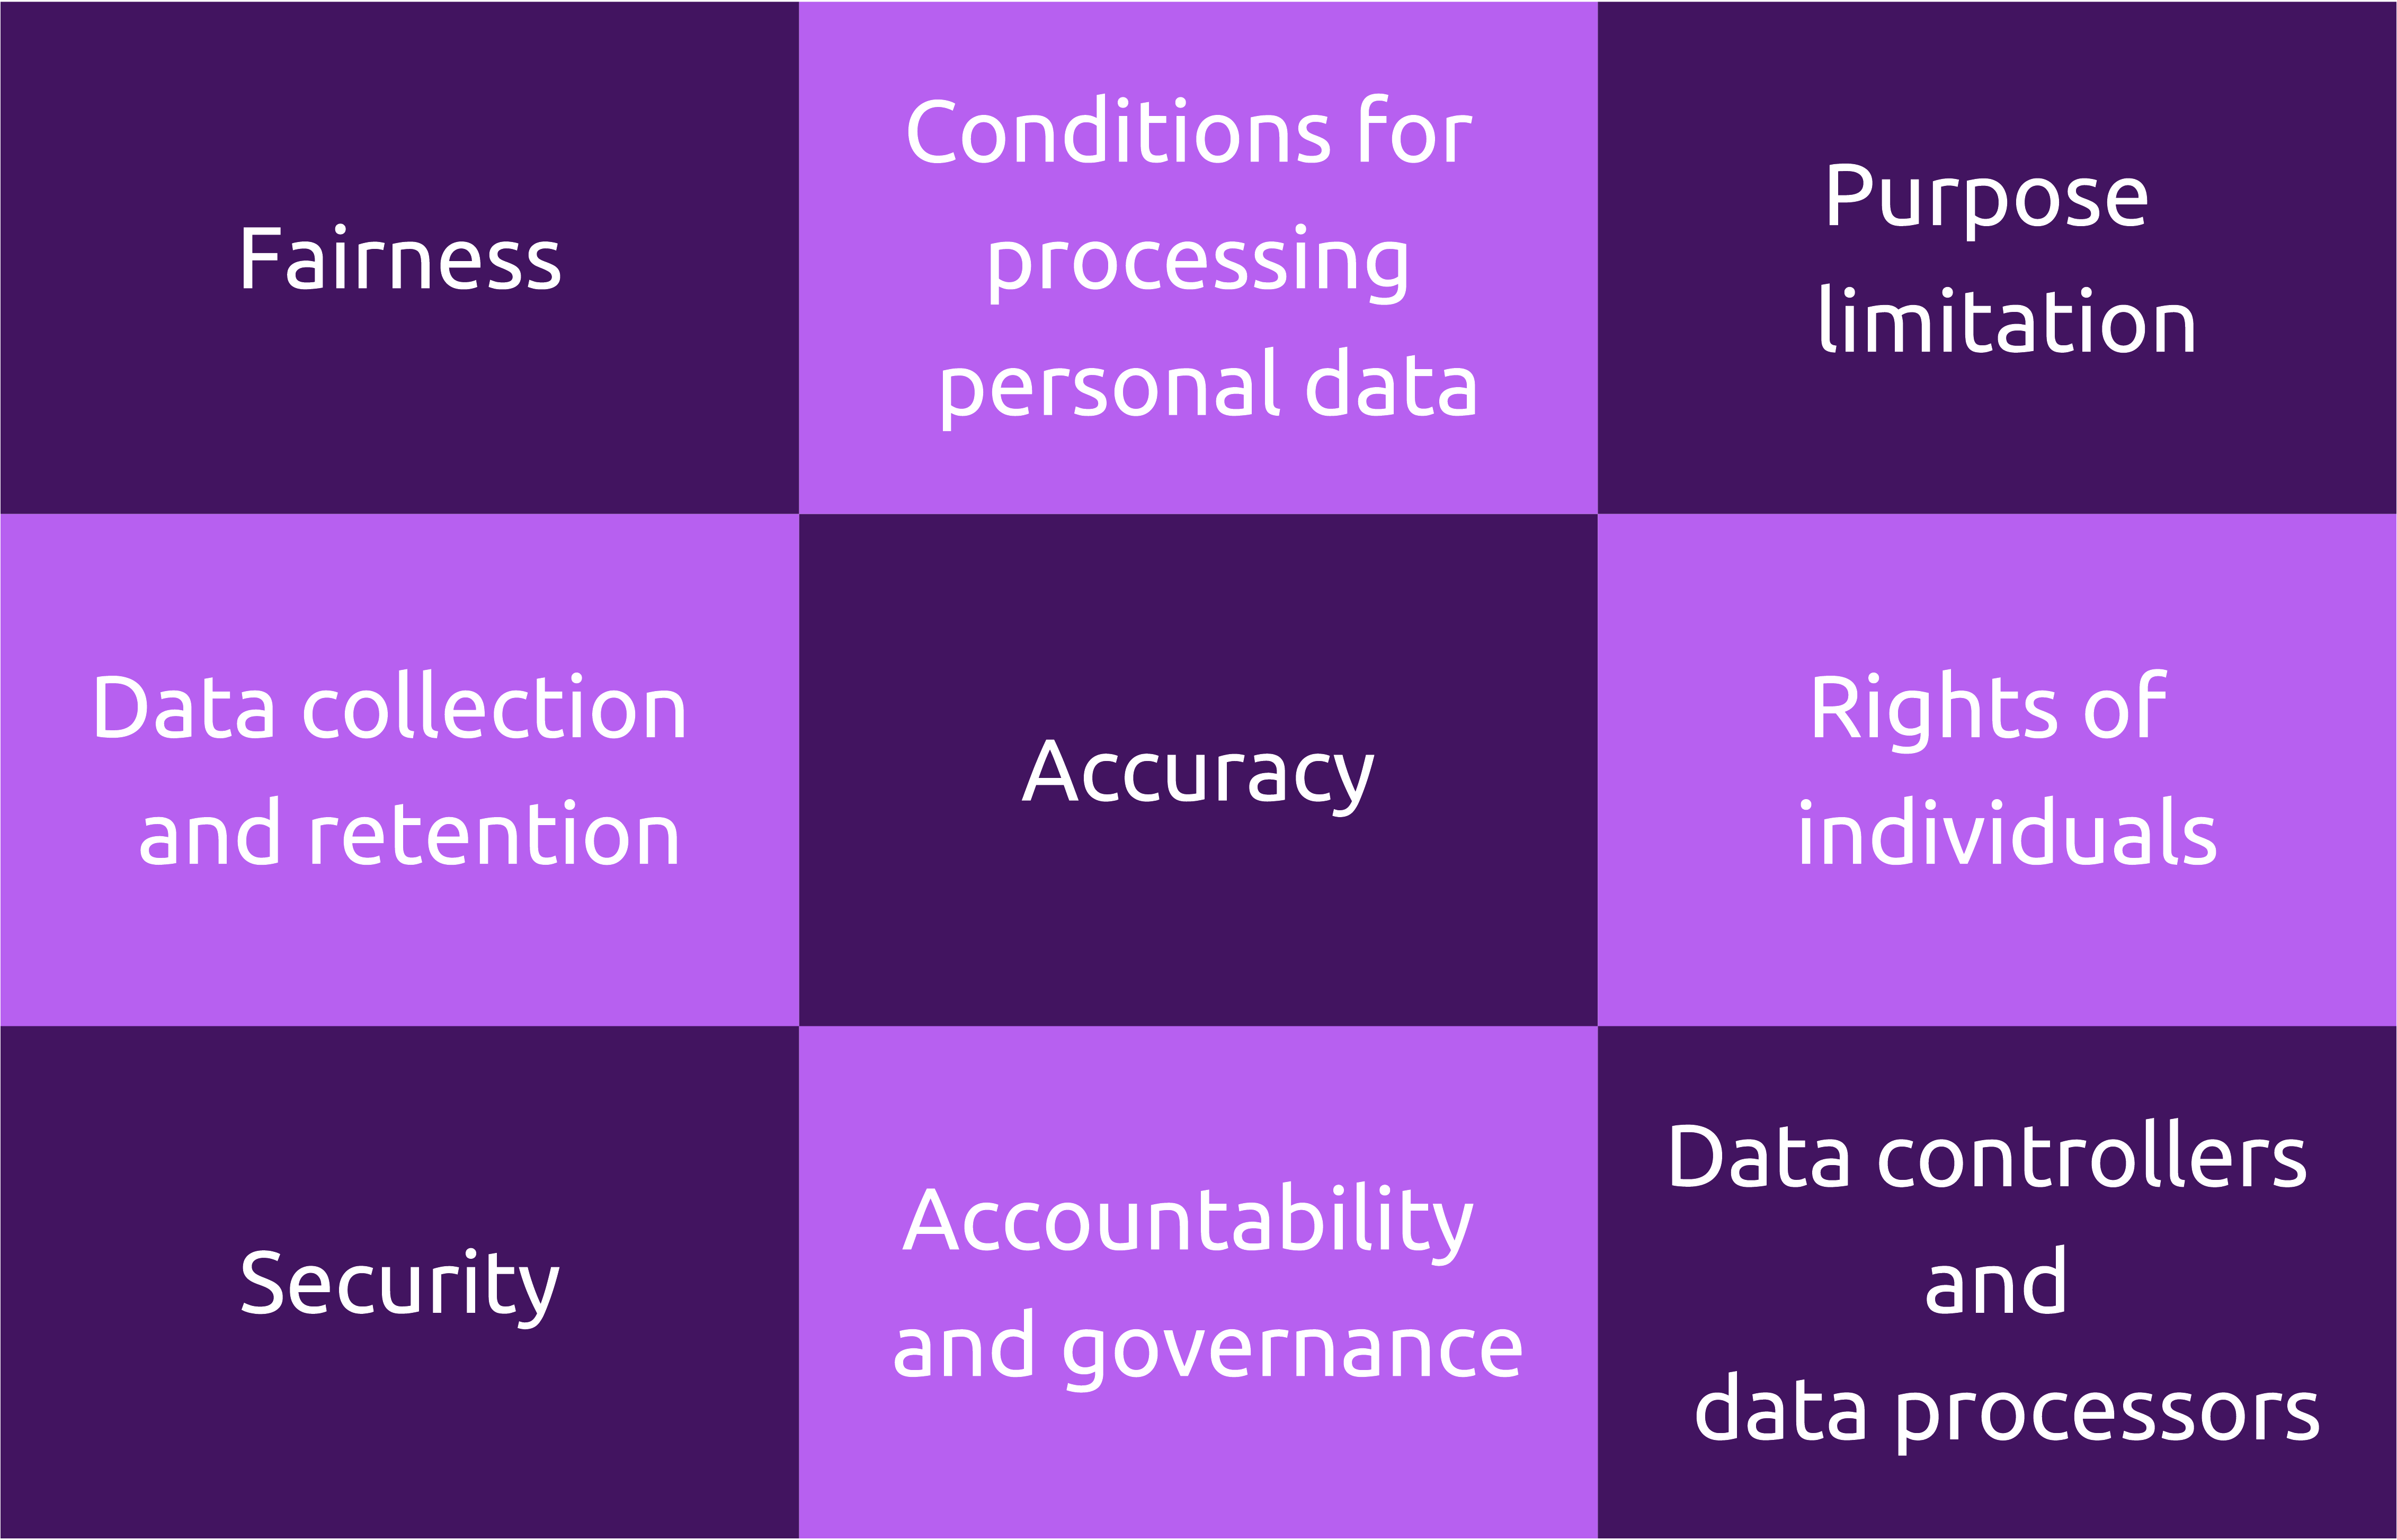 Fairness
Conditions for
processing
personal data
Purpose
limitation
Data collection
and retention
Accuracy
Rights of
individuals
Security
Accountability
and governance
Data controllers
and
data processors